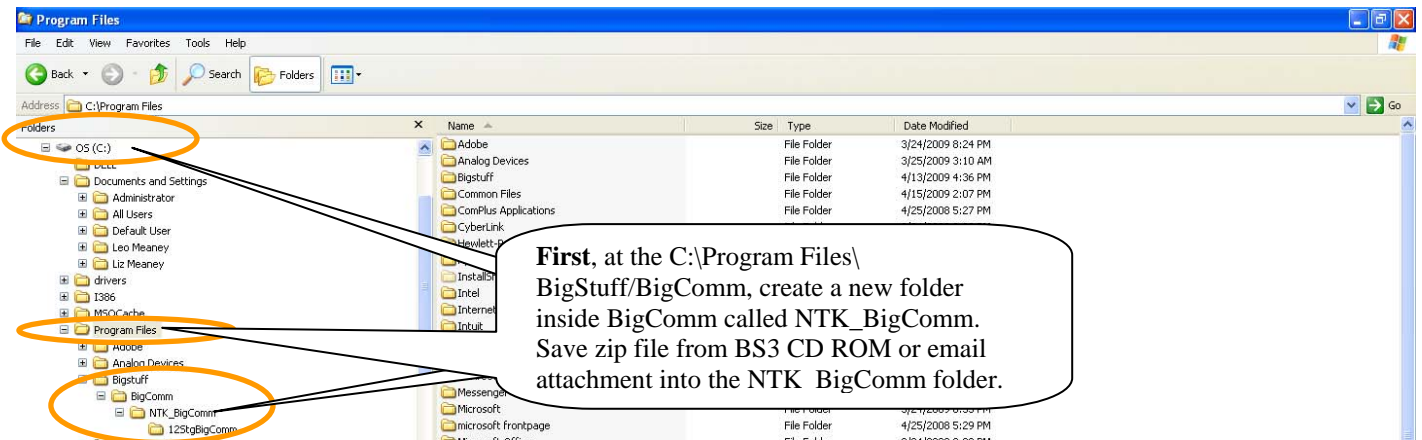 Program Files
File Edit View Favorites Tools Help
Back Search Folders
Address C:\Program Files Go
Folders
OS (C:)
DELL
Documents and Settings
Administrator
All Users
Default User
Leo Meaney
Liz Meaney
drivers
I386
MSOCache
Program Files
Adobe
Analog Devices
Bigstuff
BigComm
NTK_BigComm
12StgBigComm
Name Size Type Date Modified
Adobe File Folder 3/24/2009 8:24 PM
Analog Devices File Folder 3/25/2009 3:10 AM
Bigstuff File Folder 4/13/2009 4:36 PM
Common Files File Folder 4/15/2009 2:07 PM
ComPlus Applications File Folder 4/25/2008 5:27 PM
CyberLink
Intel
Internet
Intuit
Messenger
Microsoft
microsoft frontpage File Folder 4/25/2008 5:29 PM
First, at the C:\Program Files\
BigStuff/BigComm, create a new folder
inside BigComm called NTK_BigComm.
Save zip file from BS3 CD ROM or email
attachment into the NTK BigComm folder.